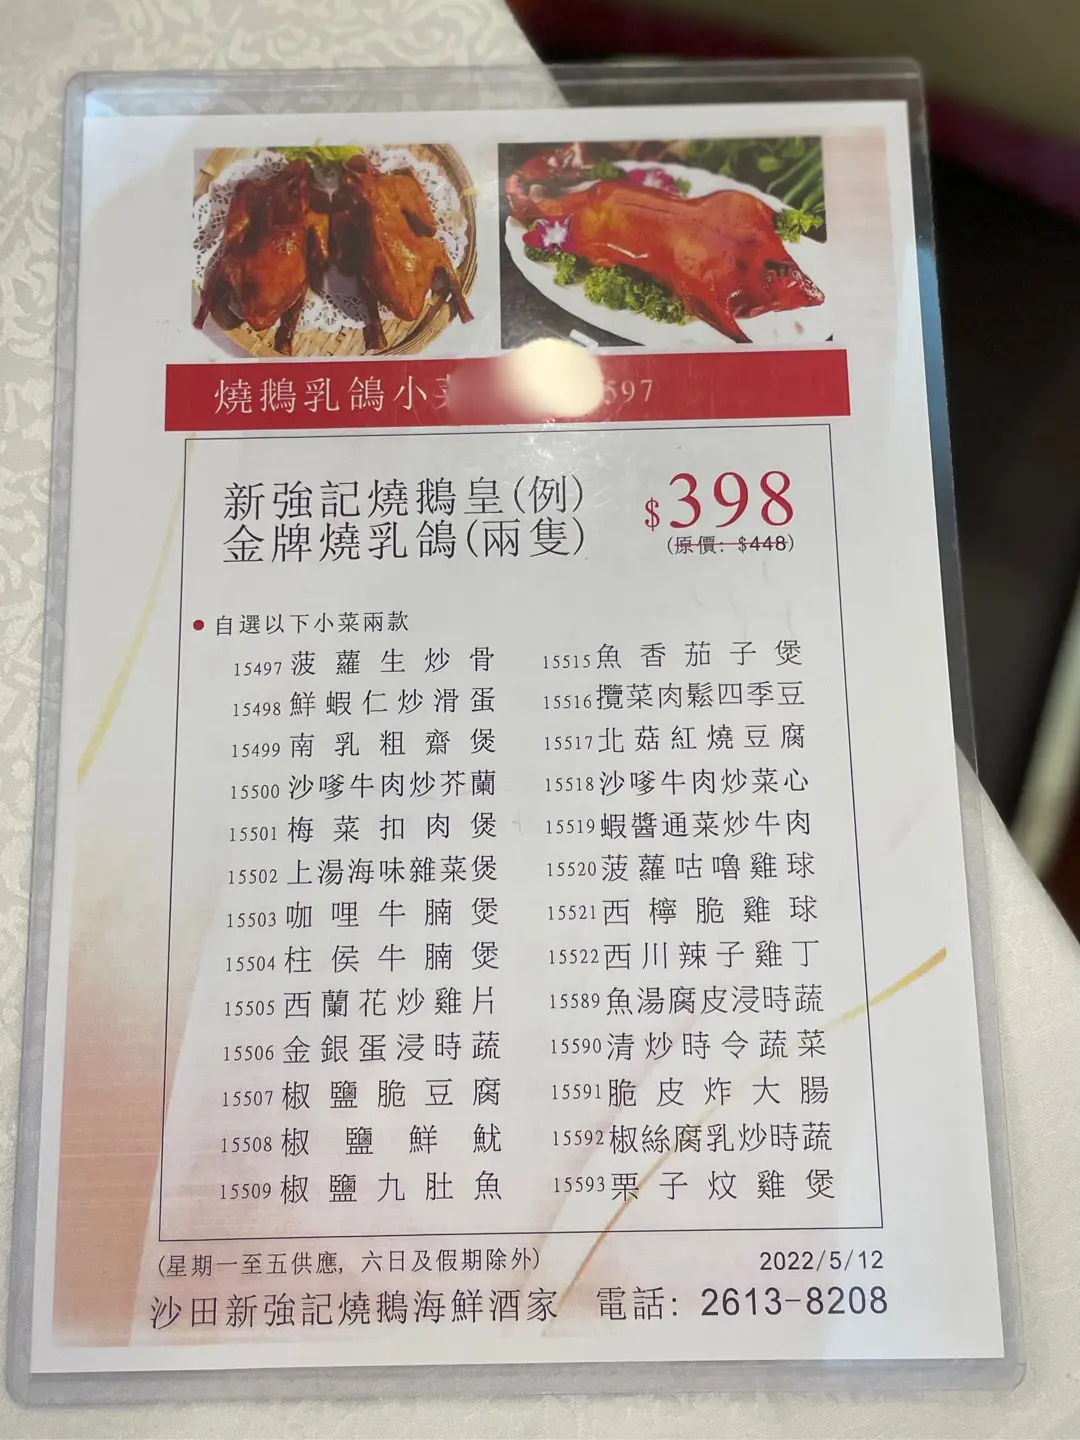 燒鵝乳鴿小菜 597
新強記燒鵝皇(例)
金牌燒乳鴿(兩隻)
$398
(原價: $448)
自選以下小菜兩款
15497 菠蘿生炒骨
15498 鮮蝦仁炒滑蛋
15499 南乳粗齋煲
15500 沙嗲牛肉炒芥蘭
15501 梅菜扣肉煲
15502 上湯海味雜菜煲
15503 咖哩牛腩煲
15504 柱侯牛腩煲
15505 西蘭花炒雞片
15506 金銀蛋浸時蔬
15507 椒鹽脆豆腐
15508 椒鹽鮮魷
15509 椒鹽九肚魚
15515 魚香茄子煲
15516 攬菜肉鬆四季豆
15517 北菇紅燒豆腐
15518 沙嗲牛肉炒菜心
15519 蝦醬通菜炒牛肉
15520 菠蘿咕嚕雞球
15521 西檸脆雞球
15522 西川辣子雞丁
15589 魚湯腐皮浸時蔬
15590 清炒時令蔬菜
15591 脆皮炸大腸
15592 椒絲腐乳炒時蔬
15593 栗子炆雞煲
(星期一至五供應, 六日及假期除外)
2022/5/12
沙田新強記燒鵝海鮮酒家 電話: 2613-8208